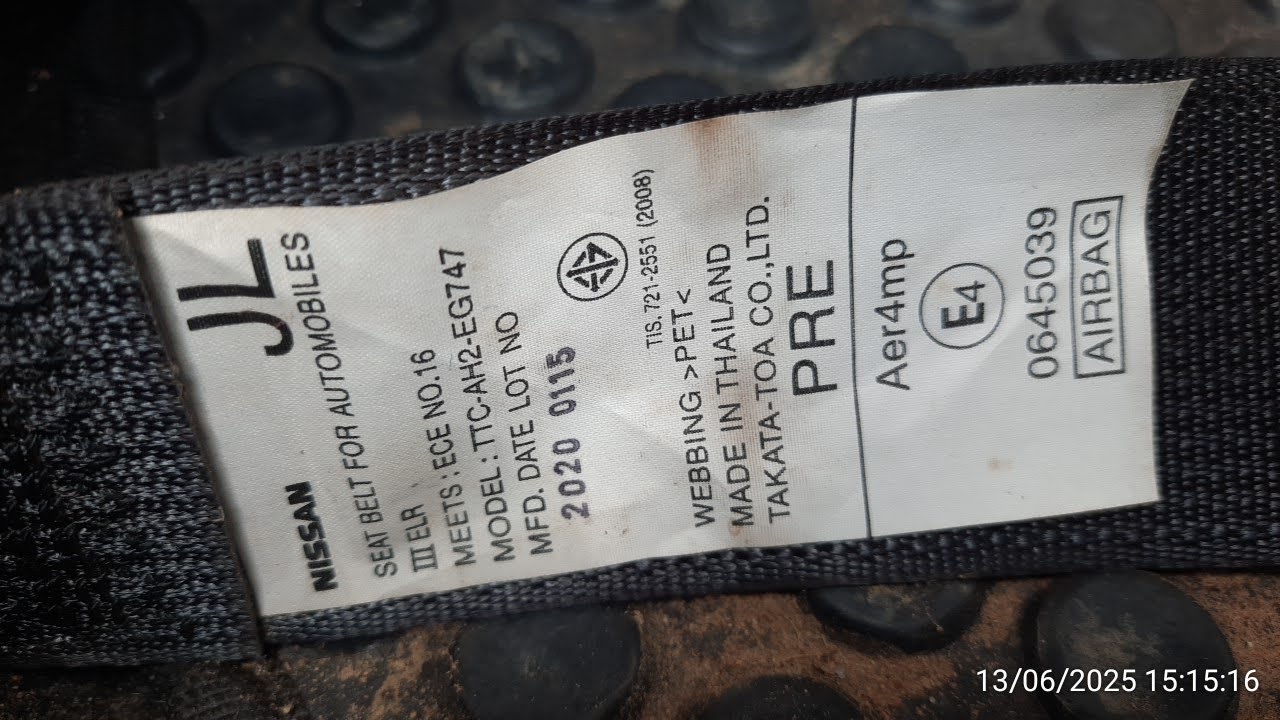 JL
NISSAN
SEAT BELT FOR AUTOMOBILES
III ELR
MEETS : ECE NO.16
MODEL : TTC-AH2-EG747
MFD. DATE LOT NO
2020 0115
TIS. 721-2551 (2008)
WEBBING >PET<
MADE IN THAILAND
TAKATA-TOA CO.,LTD.
PRE
Aer4mp
E4
0645039
AIRBAG
13/06/2025 15:15:16